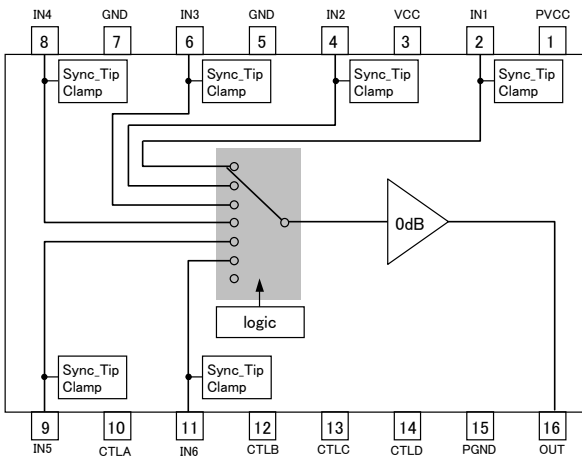 IN4 GND IN3 GND IN2 VCC IN1 PVCC
8 7 6 5 4 3 2 1
Sync_Tip Clamp
Sync_Tip Clamp
Sync_Tip Clamp
Sync_Tip Clamp
0dB
logic
Sync_Tip Clamp
Sync_Tip Clamp
9 10 11 12 13 14 15 16
IN5 CTLA IN6 CTLB CTLC CTLD PGND OUT